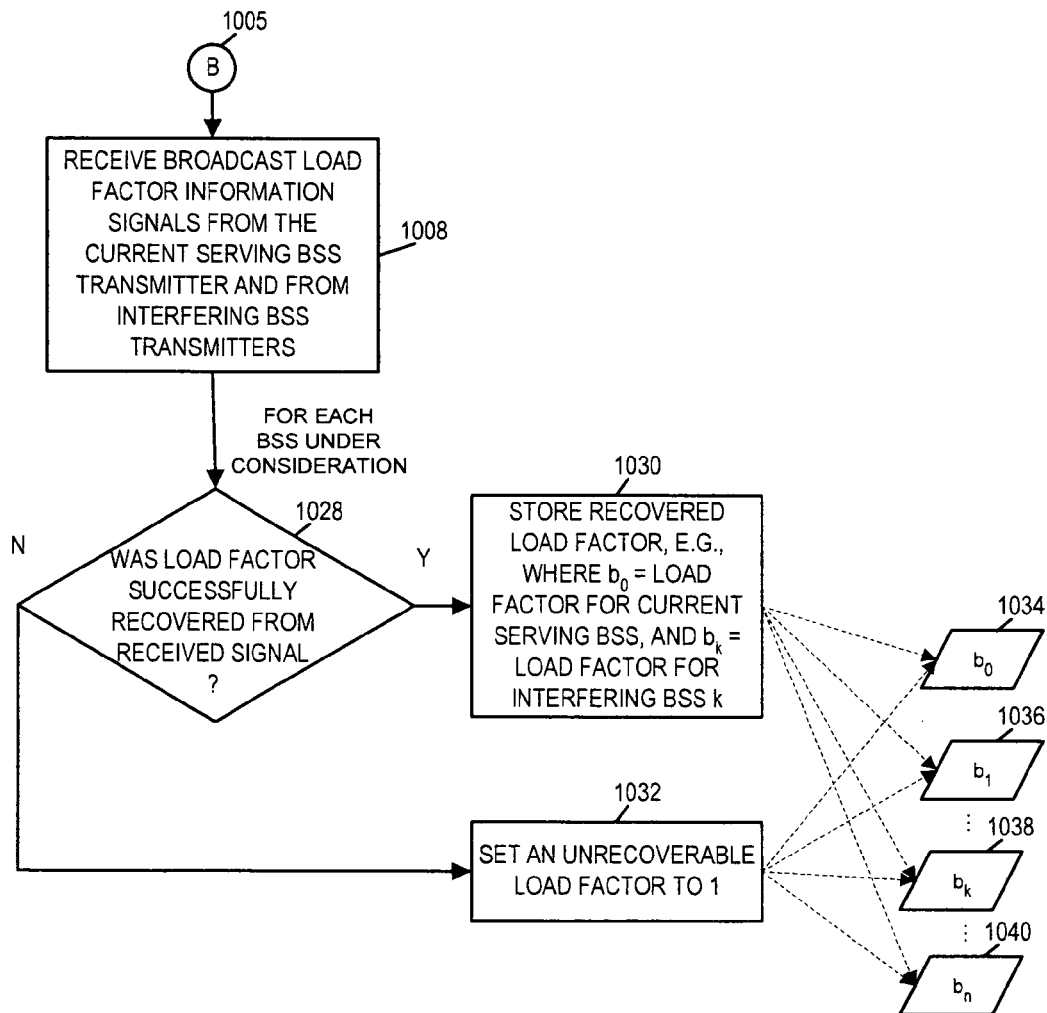 1005
B
RECEIVE BROADCAST LOAD
FACTOR INFORMATION
SIGNALS FROM THE
CURRENT SERVING BSS
TRANSMITTER AND FROM
INTERFERING BSS
TRANSMITTERS
1008
FOR EACH
BSS UNDER
CONSIDERATION
1028
N
WAS LOAD FACTOR
SUCCESSFULLY
RECOVERED FROM
RECEIVED SIGNAL
?
Y
1030
STORE RECOVERED
LOAD FACTOR, E.G.,
WHERE b₀ = LOAD
FACTOR FOR CURRENT
SERVING BSS, AND bₖ =
LOAD FACTOR FOR
INTERFERING BSS k
1032
SET AN UNRECOVERABLE
LOAD FACTOR TO 1
1034
b₀
1036
b₁
⋮
1038
bₖ
⋮
1040
bₙ